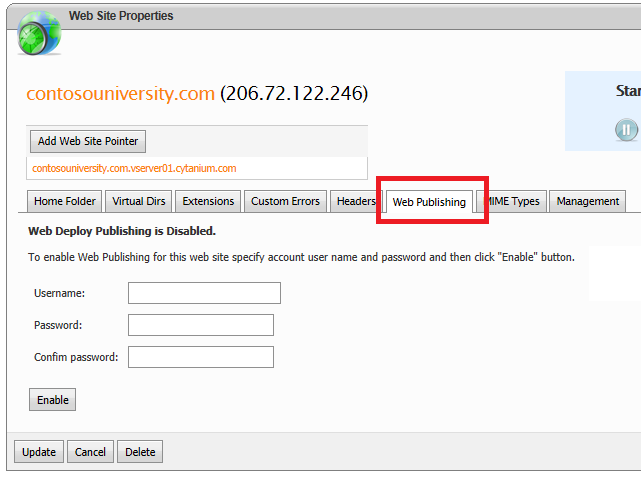 Web Site Properties
contosouniversity.com (206.72.122.246)
Add Web Site Pointer
contosouniversity.com.vserver01.cytanium.com
Home Folder Virtual Dirs Extensions Custom Errors Headers Web Publishing MIME Types Management
Web Deploy Publishing is Disabled.
To enable Web Publishing for this web site specify account user name and password and then click "Enable" button.
Username:
Password:
Confim password:
Enable
Update Cancel Delete